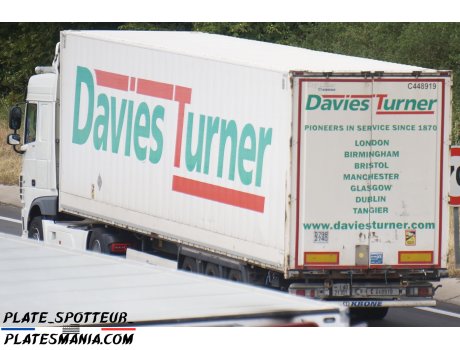 Davies Turner
C448919
Davies Turner
PIONEERS IN SERVICE SINCE 1870
LONDON
BIRMINGHAM
BRISTOL
MANCHESTER
GLASGOW
DUBLIN
TANGIER
www.daviesturner.com
KRONE
PLATE_SPOTTEUR
PLATESMANIA.COM